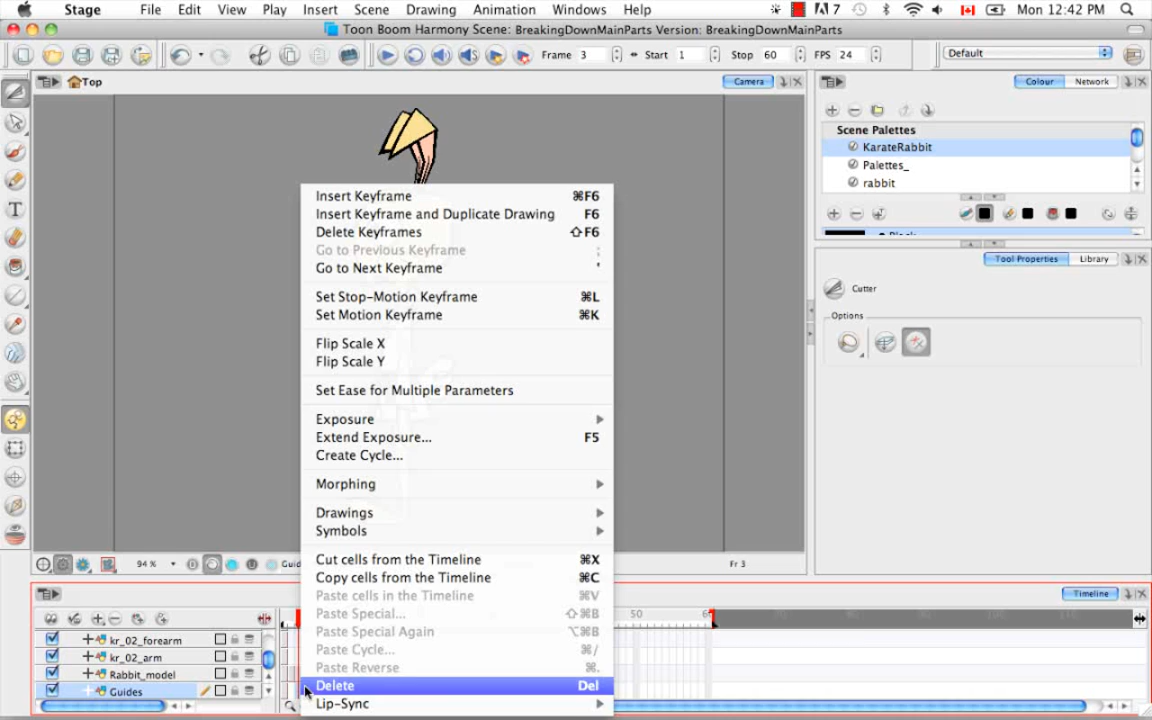 Stage File Edit View Play Insert Scene Drawing Animation Windows Help 7 Mon 12:42 PM
Toon Boom Harmony Scene: BreakingDownMainParts Version: BreakingDownMainParts
Frame 3 Start 1 Stop 60 FPS 24 Default
Top Camera Colour Network
Scene Palettes
KarateRabbit
Palettes_
rabbit
Tool Properties Library
Cutter
Options
Insert Keyframe ⌘F6
Insert Keyframe and Duplicate Drawing F6
Delete Keyframes ⇧F6
Go to Previous Keyframe ;
Go to Next Keyframe '
Set Stop-Motion Keyframe ⌘L
Set Motion Keyframe ⌘K
Flip Scale X
Flip Scale Y
Set Ease for Multiple Parameters
Exposure
Extend Exposure... F5
Create Cycle...
Morphing
Drawings
Symbols
Cut cells from the Timeline ⌘X
Copy cells from the Timeline ⌘C
Paste cells in the Timeline ⌘V
Paste Special... ⇧⌘B
Paste Special Again ⌥⌘B
Paste Cycle... ⌘/
Paste Reverse ⌘.
Delete Del
Lip-Sync
94 % Fr 3
Timeline
50 60
kr_02_forearm
kr_02_arm
Rabbit_model
Guides